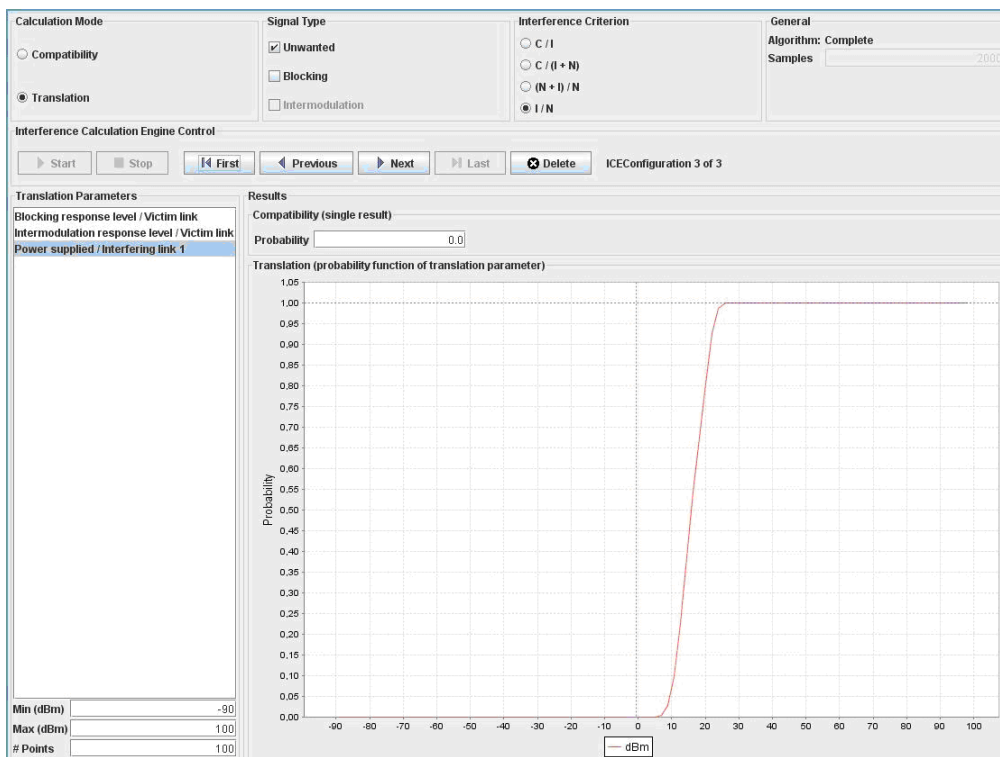 Calculation Mode
Compatibility
Translation
Signal Type
Unwanted
Blocking
Intermodulation
Interference Criterion
C / I
C / (I + N)
(N + I) / N
I / N
General
Algorithm: Complete
Samples 2000
Interference Calculation Engine Control
Start Stop First Previous Next Last Delete ICEConfiguration 3 of 3
Translation Parameters
Blocking response level / Victim link
Intermodulation response level / Victim link
Power supplied / Interfering link 1
Min (dBm) -90
Max (dBm) 100
# Points 100
Results
Compatibility (single result)
Probability 0.0
Translation (probability function of translation parameter)
1,05
1,00
0,95
0,90
0,85
0,80
0,75
0,70
0,65
0,60
0,55
0,50
0,45
0,40
0,35
0,30
0,25
0,20
0,15
0,10
0,05
0,00
Probability
-90 -80 -70 -60 -50 -40 -30 -20 -10 0 10 20 30 40 50 60 70 80 90 100
dBm